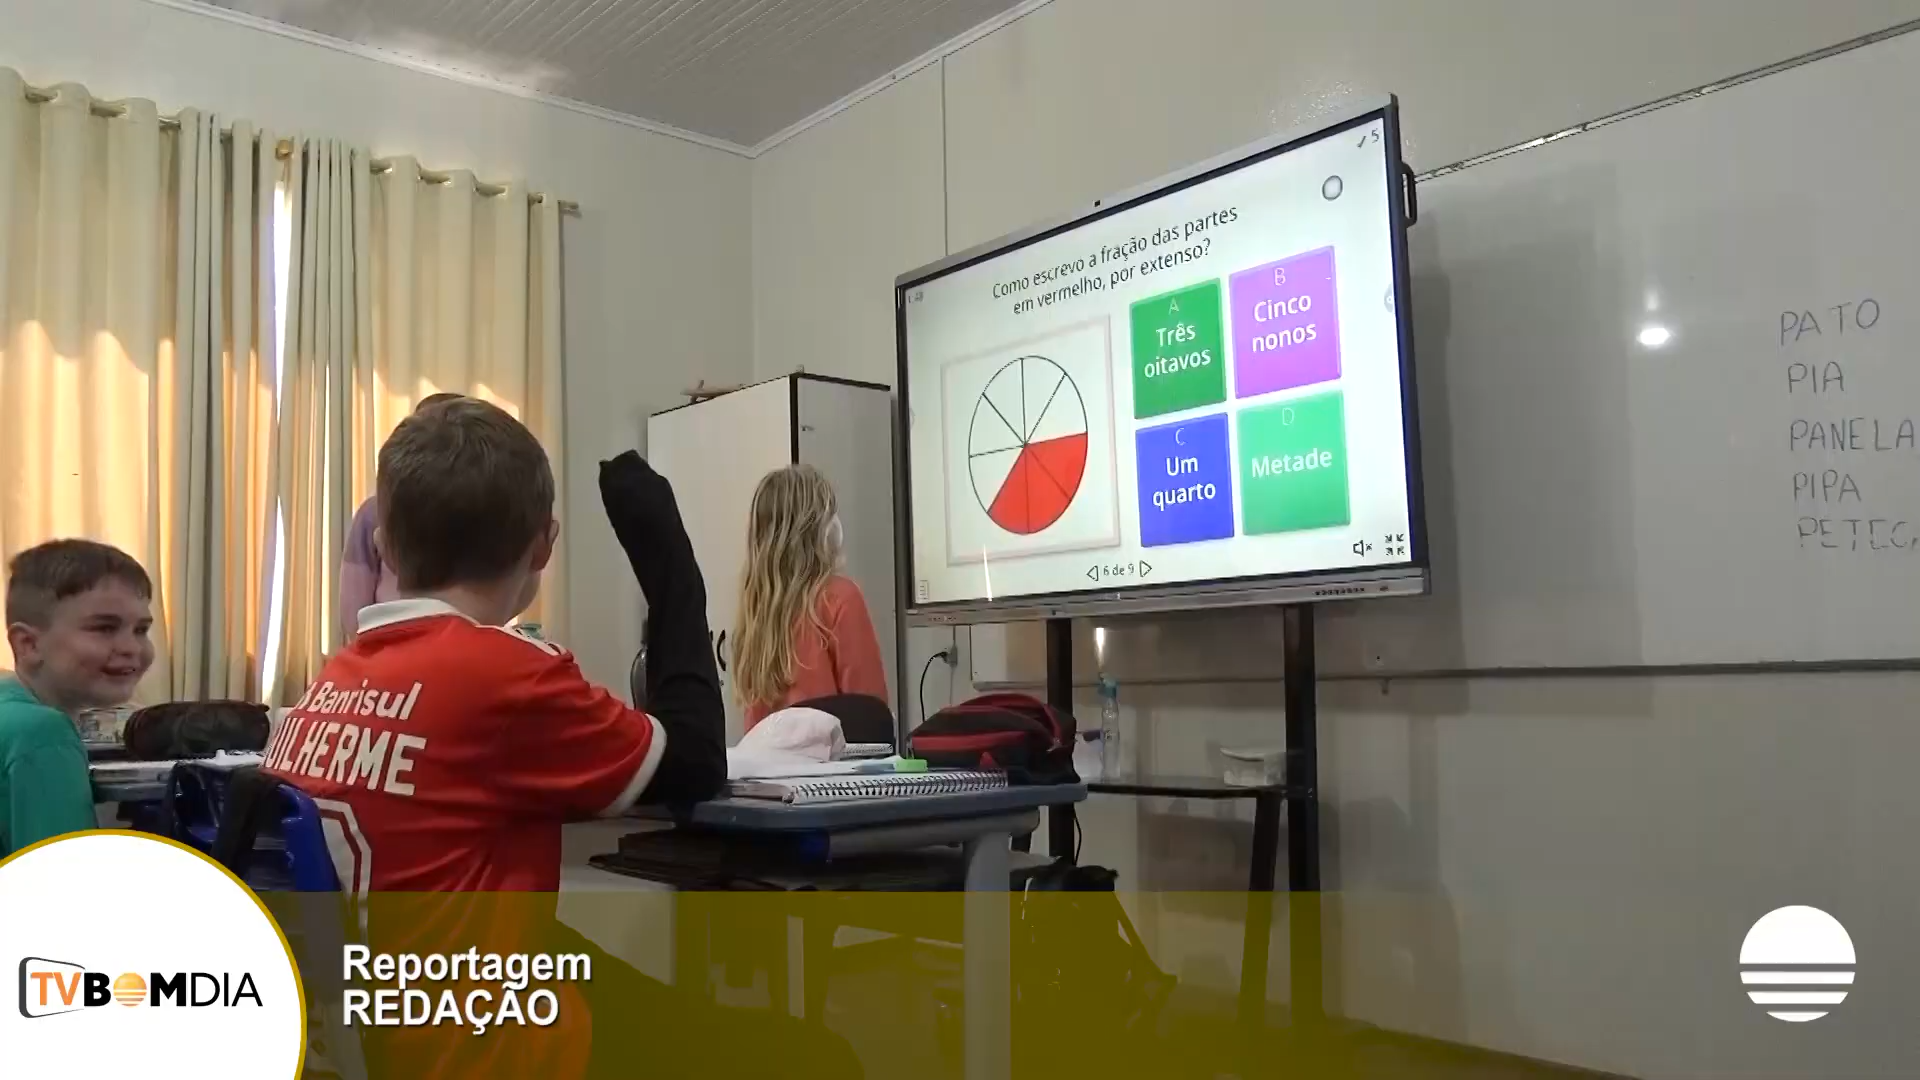 ✓ 5
Como escrevo a fração das partes
em vermelho, por extenso?
A
Três
oitavos
B
Cinco
nonos
C
Um
quarto
D
Metade
6 de 9
PATO
PIA
PANELA
PIPA
Banrisul
UILHERME
TVBOMDIA
Reportagem
REDAÇÃO